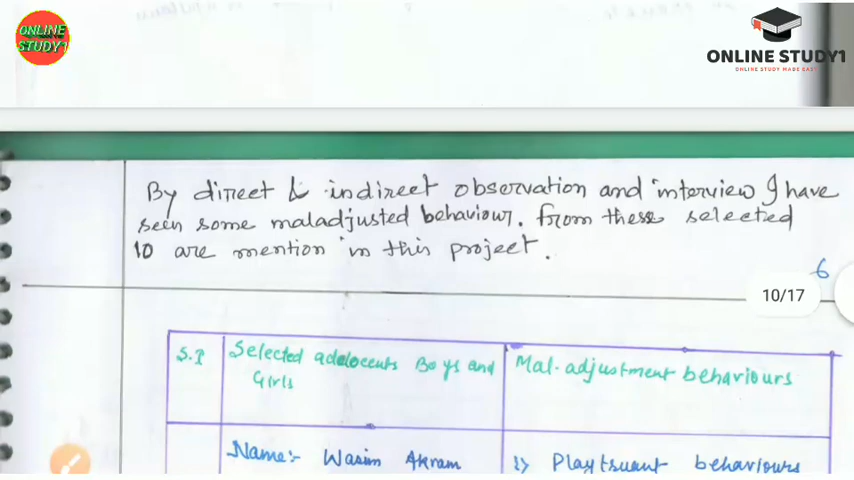 ONLINE
STUDY1
ONLINE STUDY1
ONLINE STUDY MADE EASY
By direct & indirect observation and interview I have
seen some maladjusted behaviour. from these selected
10 are mention in this project.
6
10/17
S.I
Selected adolocents Boys and
Girls
Mal-adjustment behaviours
Name:- Wasim Akram
1) Playtruant behaviours